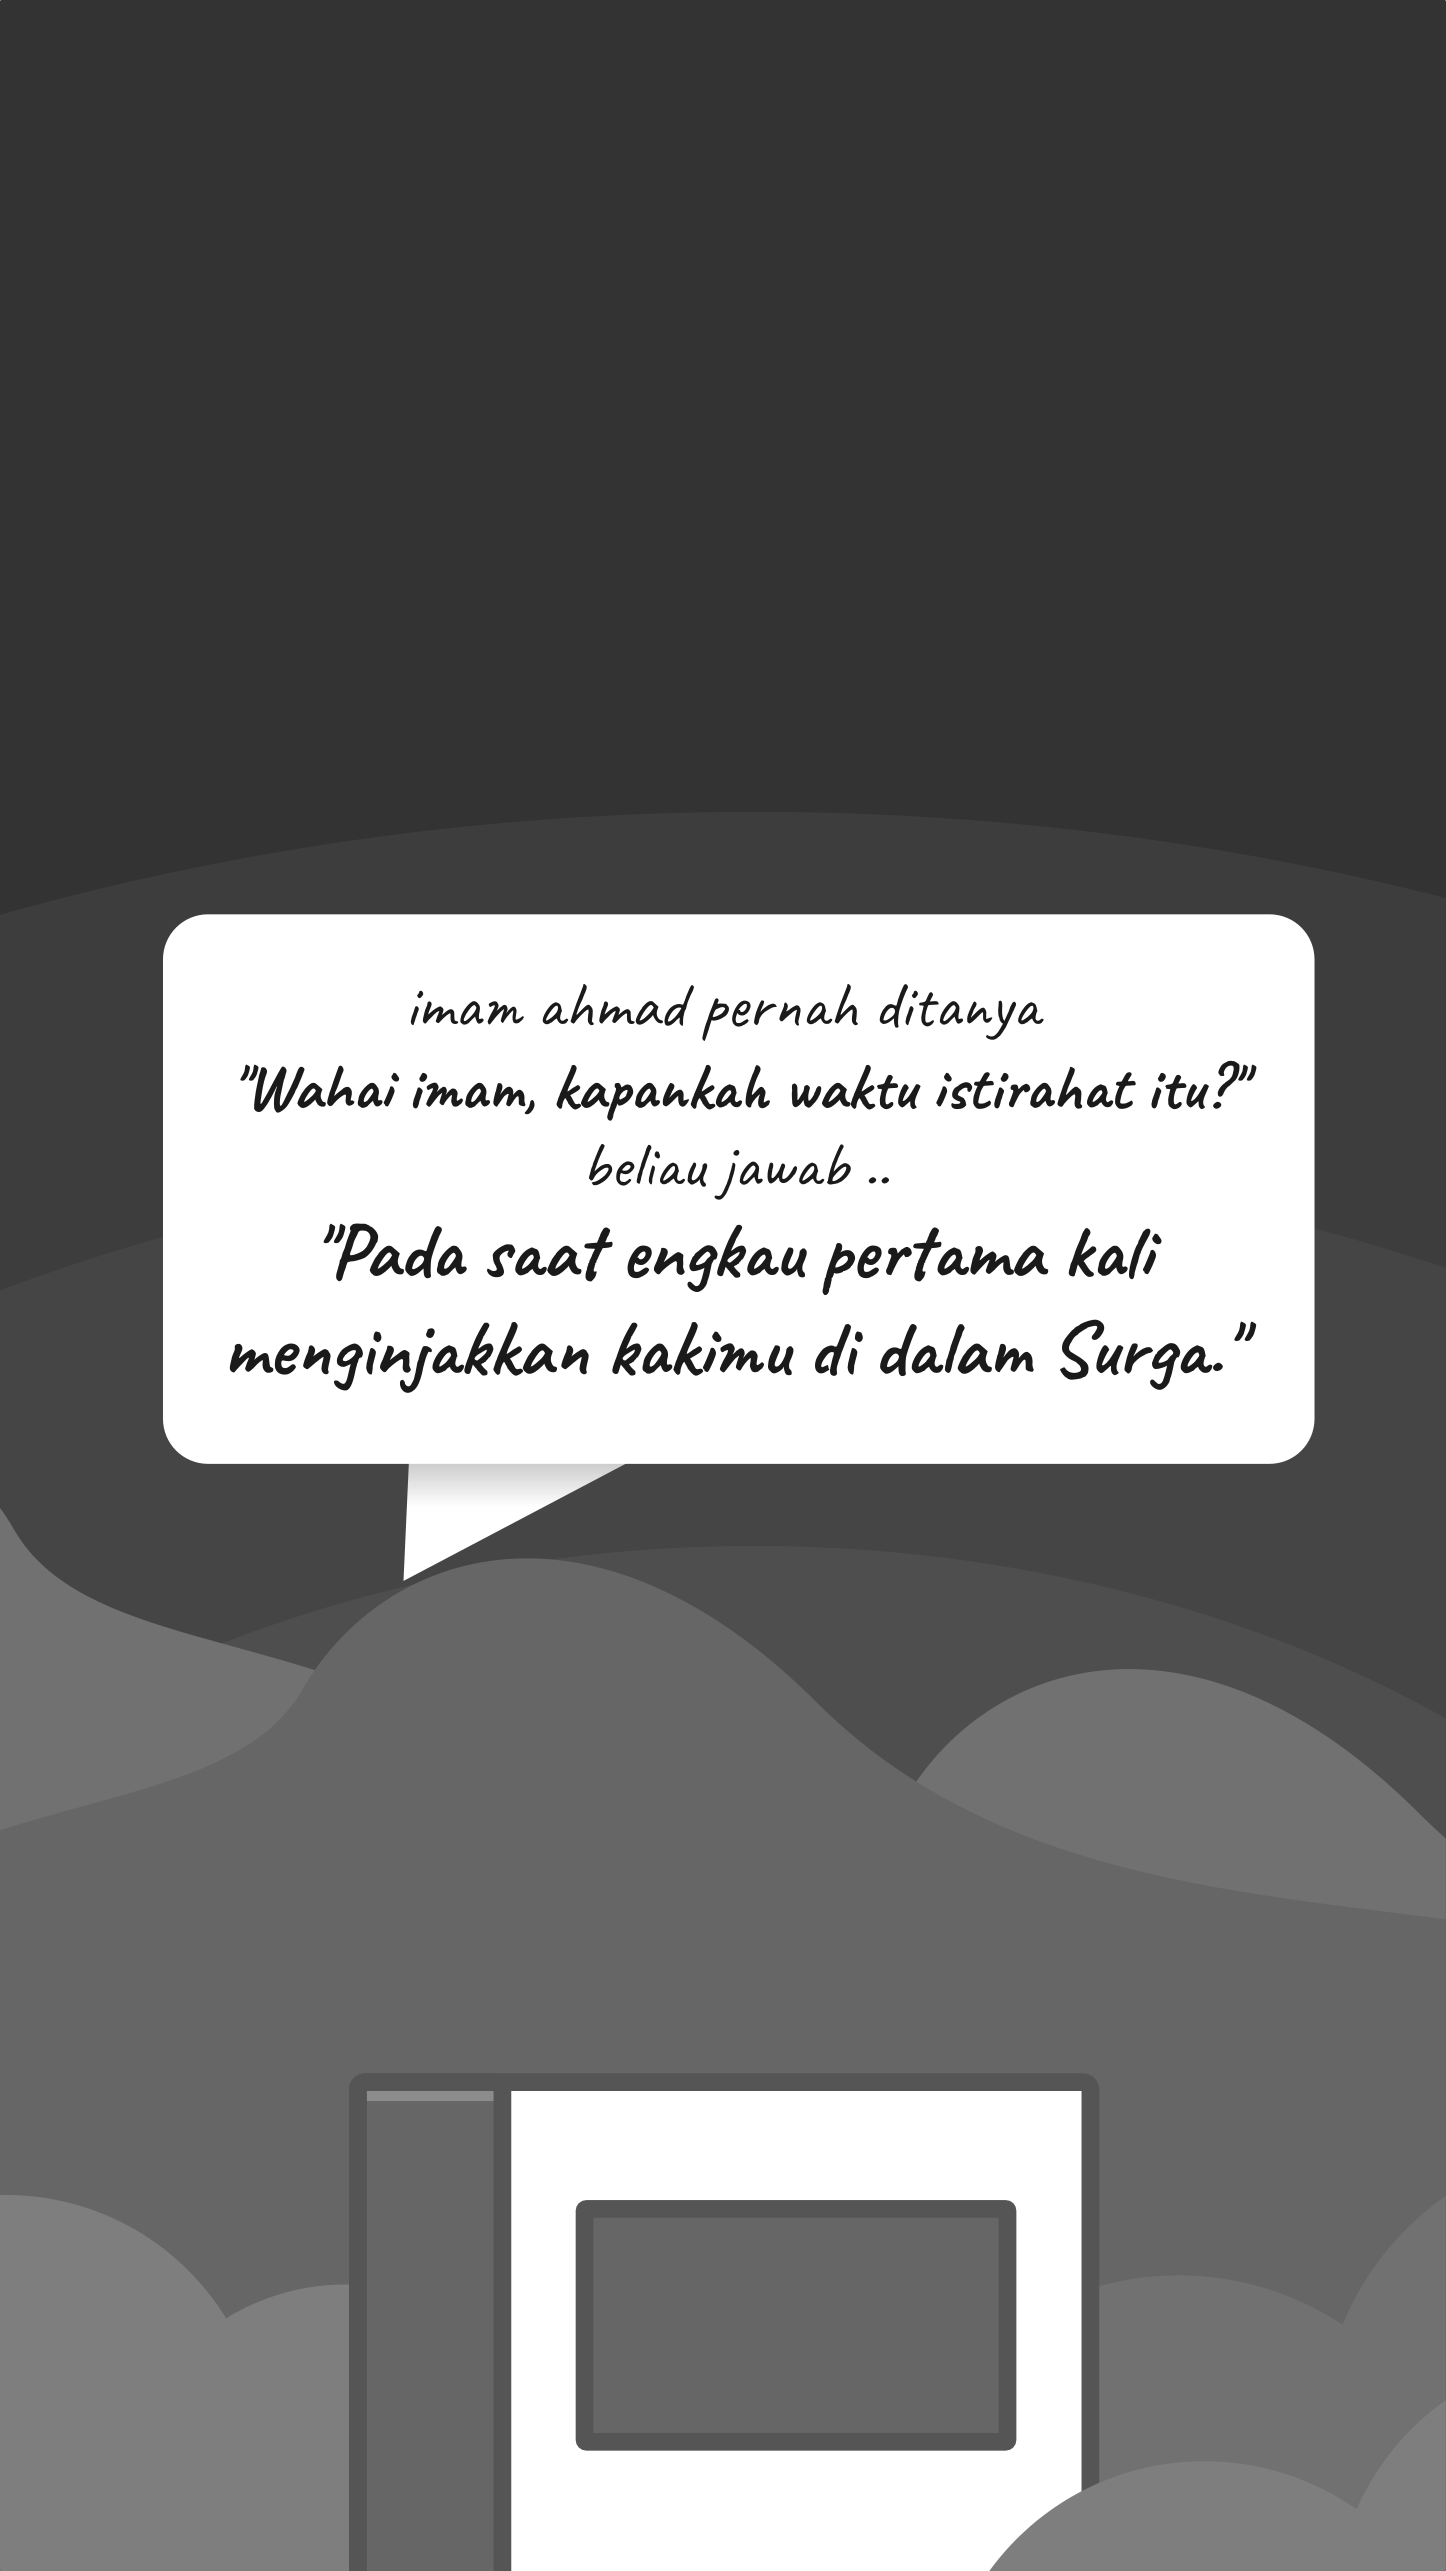 imam ahmad pernah ditanya
"Wahai imam, kapankah waktu istirahat itu?"
beliau jawab ..
"Pada saat engkau pertama kali
menginjakkan kakimu di dalam Surga."